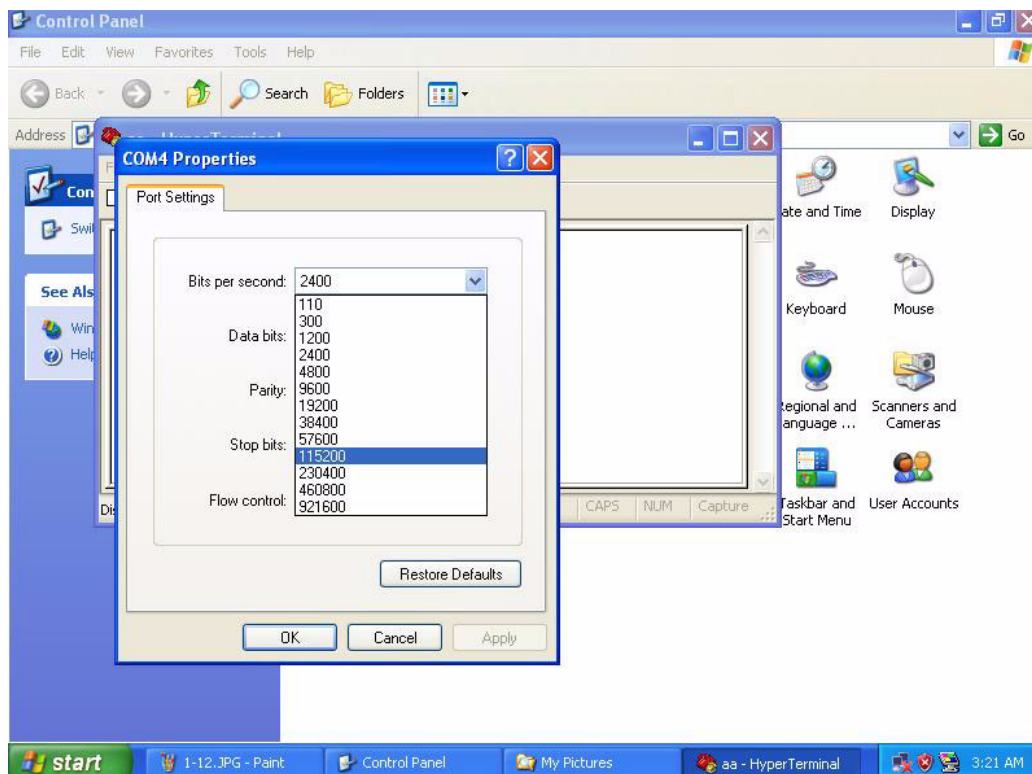 Control Panel
File Edit View Favorites Tools Help
Back Search Folders
Address Go
COM4 Properties
Port Settings
Bits per second: 2400
110
300
1200
2400
4800
9600
19200
38400
57600
115200
230400
460800
921600
Data bits:
Parity:
Stop bits:
Flow control:
Restore Defaults
OK Cancel Apply
See Als
Win
Help
CAPS NUM Capture
ate and Time Display
Keyboard Mouse
egional and
anguage ...
Scanners and
Cameras
Taskbar and
Start Menu
User Accounts
start 1-12.JPG - Paint Control Panel My Pictures aa - HyperTerminal 3:21 AM